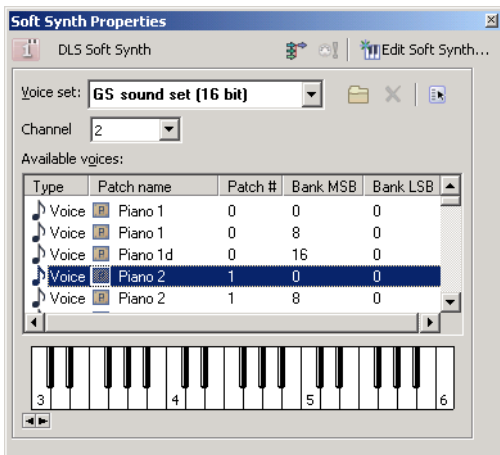 Soft Synth Properties
DLS Soft Synth
Edit Soft Synth...
Voice set: GS sound set (16 bit)
Channel 2
Available voices:
Type Patch name Patch # Bank MSB Bank LSB
Voice Piano 1 0 0 0
Voice Piano 1 0 8 0
Voice Piano 1d 0 16 0
Voice Piano 2 1 0 0
Voice Piano 2 1 8 0
3 4 5 6